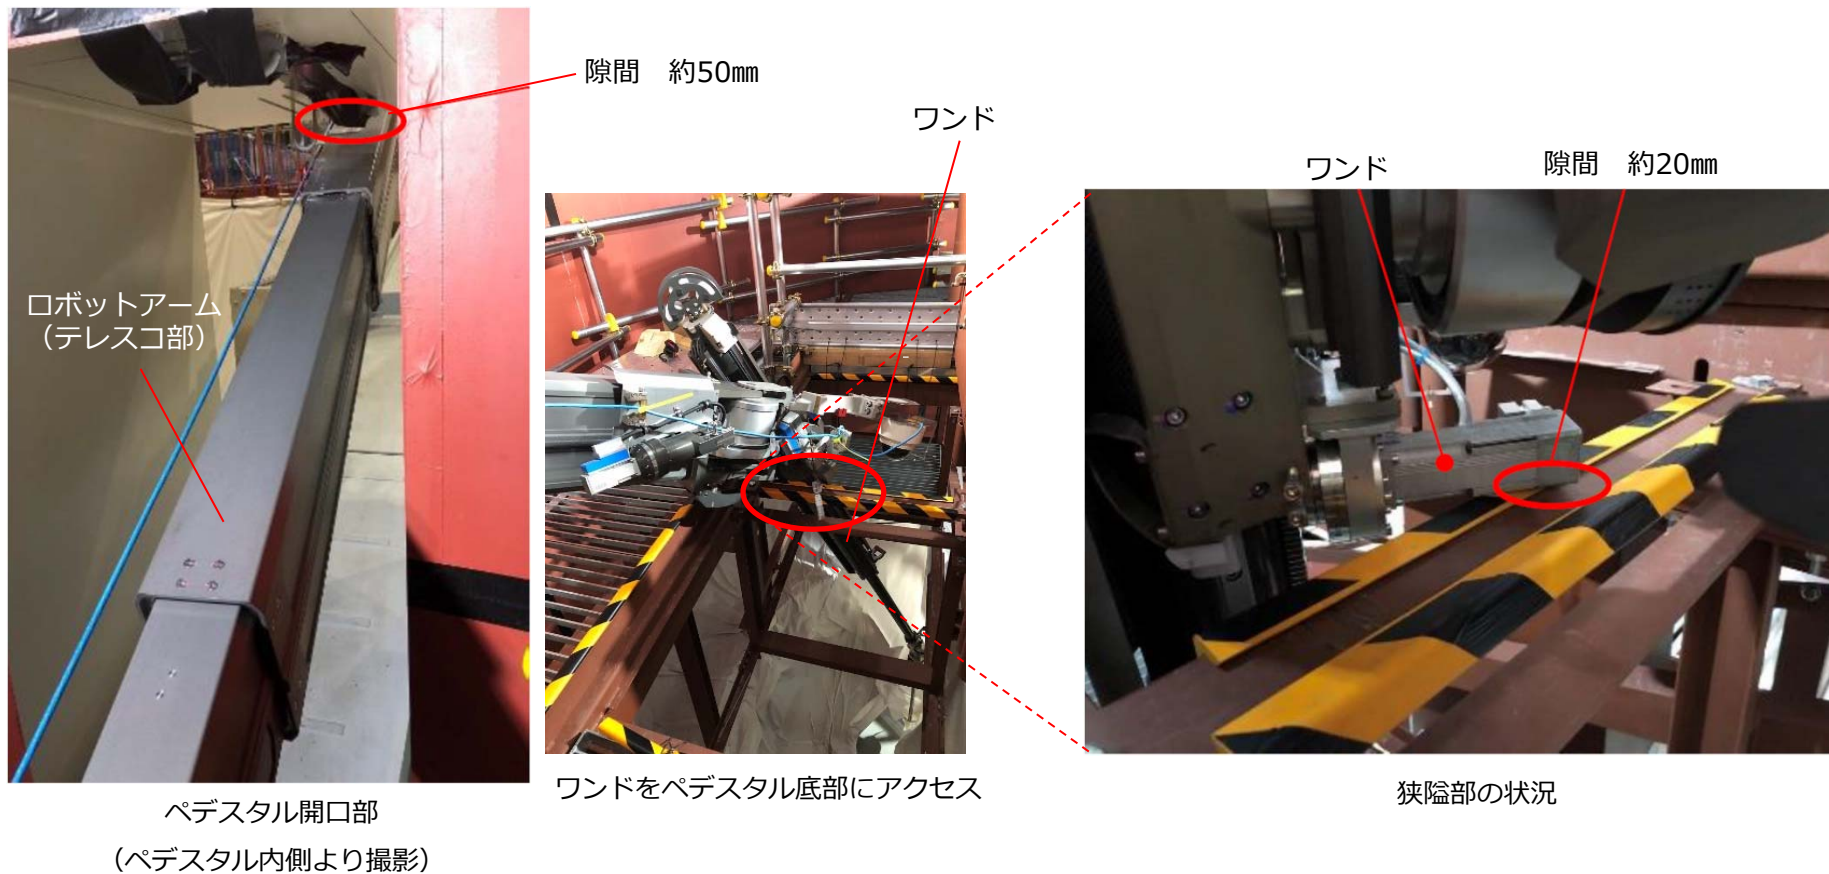 隙間　約50㎜
ワンド
ワンド
隙間　約20㎜
ロボットアーム
（テレスコ部）
ペデスタル開口部
（ペデスタル内側より撮影）
ワンドをペデスタル底部にアクセス
狭隘部の状況